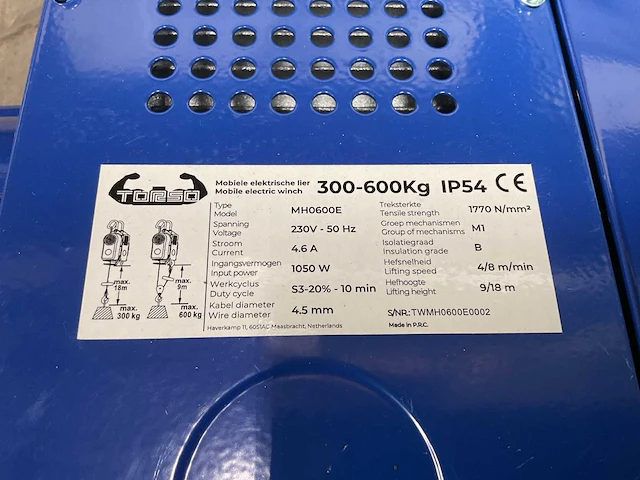 TORSO
Mobiele elektrische lier
Mobile electric winch
300-600Kg IP54 CE
Type
Model
MH0600E
Spanning
Voltage
230V - 50 Hz
Stroom
Current
4.6 A
Ingangsvermogen
Input power
1050 W
Werkcyclus
Duty cycle
S3-20% - 10 min
Kabel diameter
Wire diameter
4.5 mm
Treksterkte
Tensile strength
1770 N/mm²
Groep mechanismen
Group of mechanisms
M1
Isolatiegraad
Insulation grade
B
Hefsnelheid
Lifting speed
4/8 m/min
Hefhoogte
Lifting height
9/18 m
max.
18m
max.
300 kg
max.
9m
max.
600 kg
Haverkamp 11, 6051AC Maasbracht, Netherlands
S/NR.: TWMH0600E0002
Made in P.R.C.